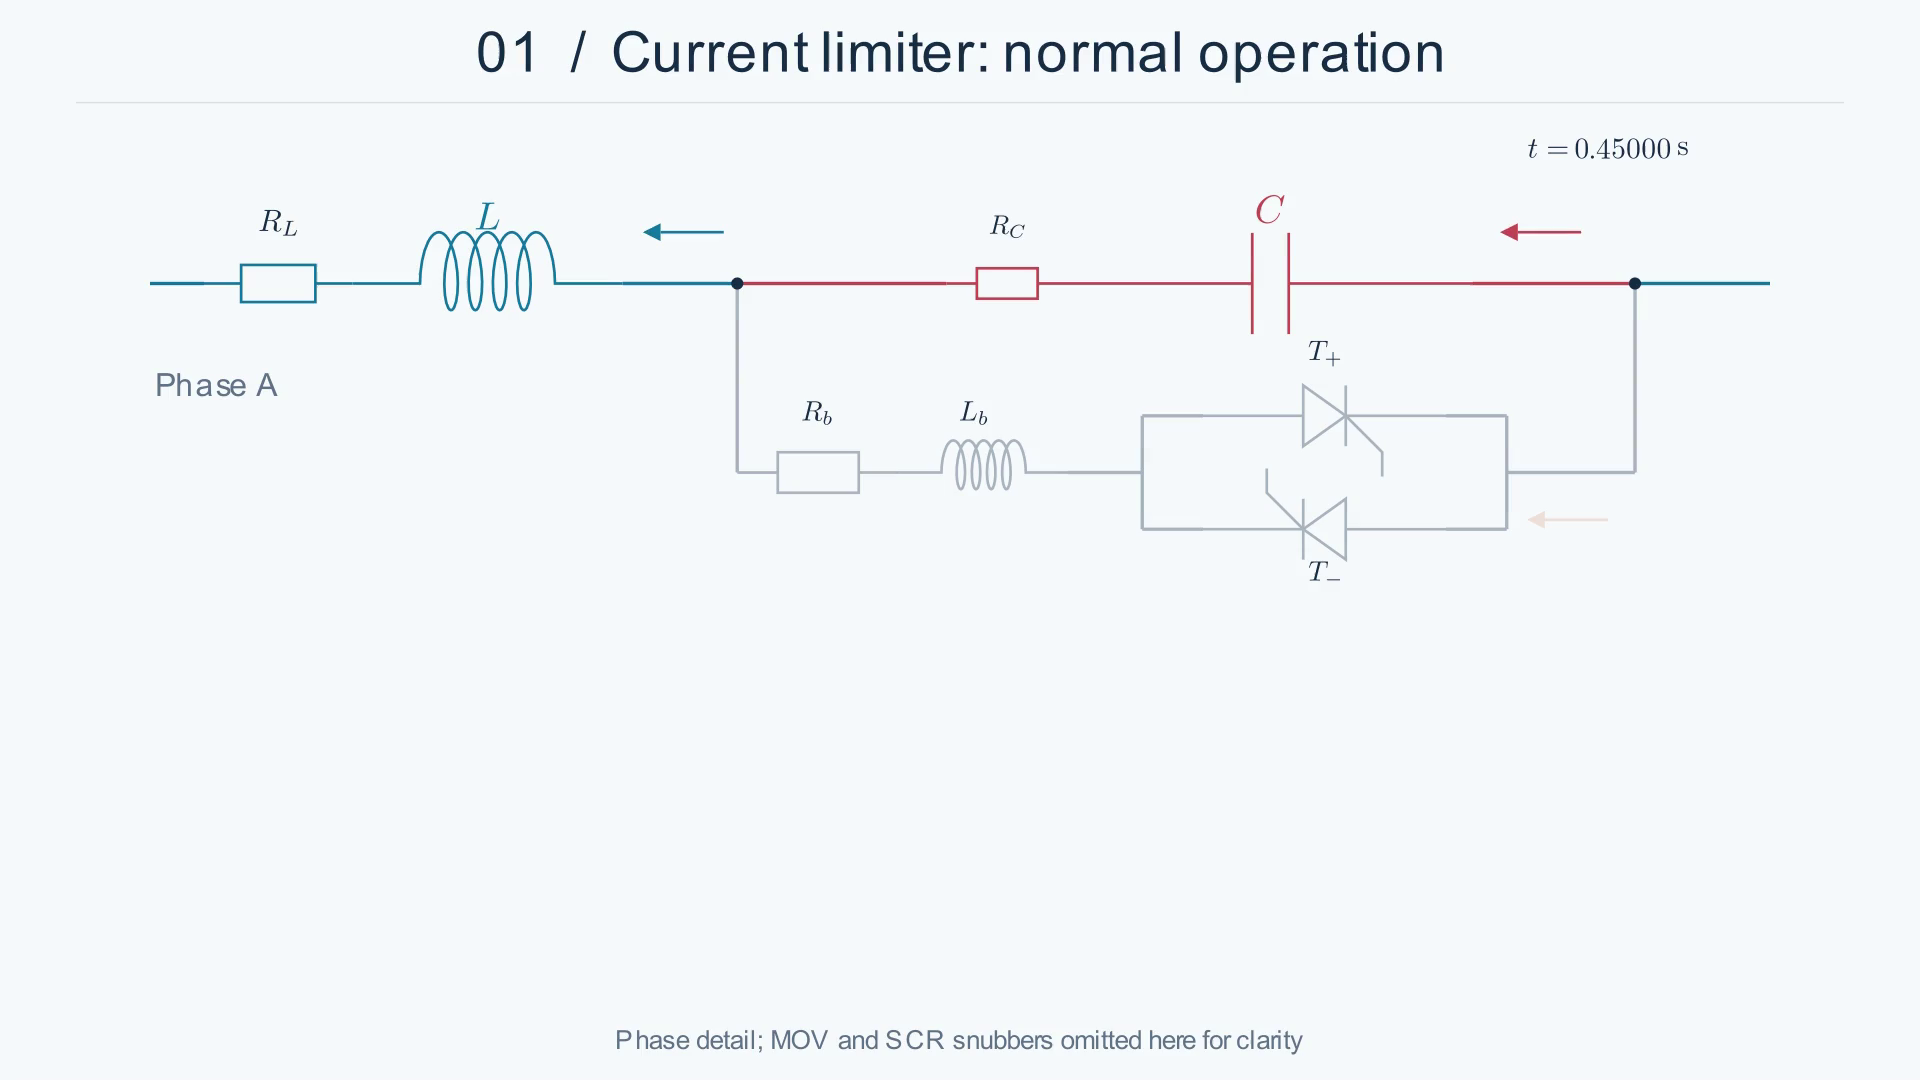 01 / Current limiter: normal operation
t = 0.45000 s
R_L
L
R_C
C
T_+
Phase A
R_b
L_b
T_−
Phase detail; MOV and SCR snubbers omitted here for clarity